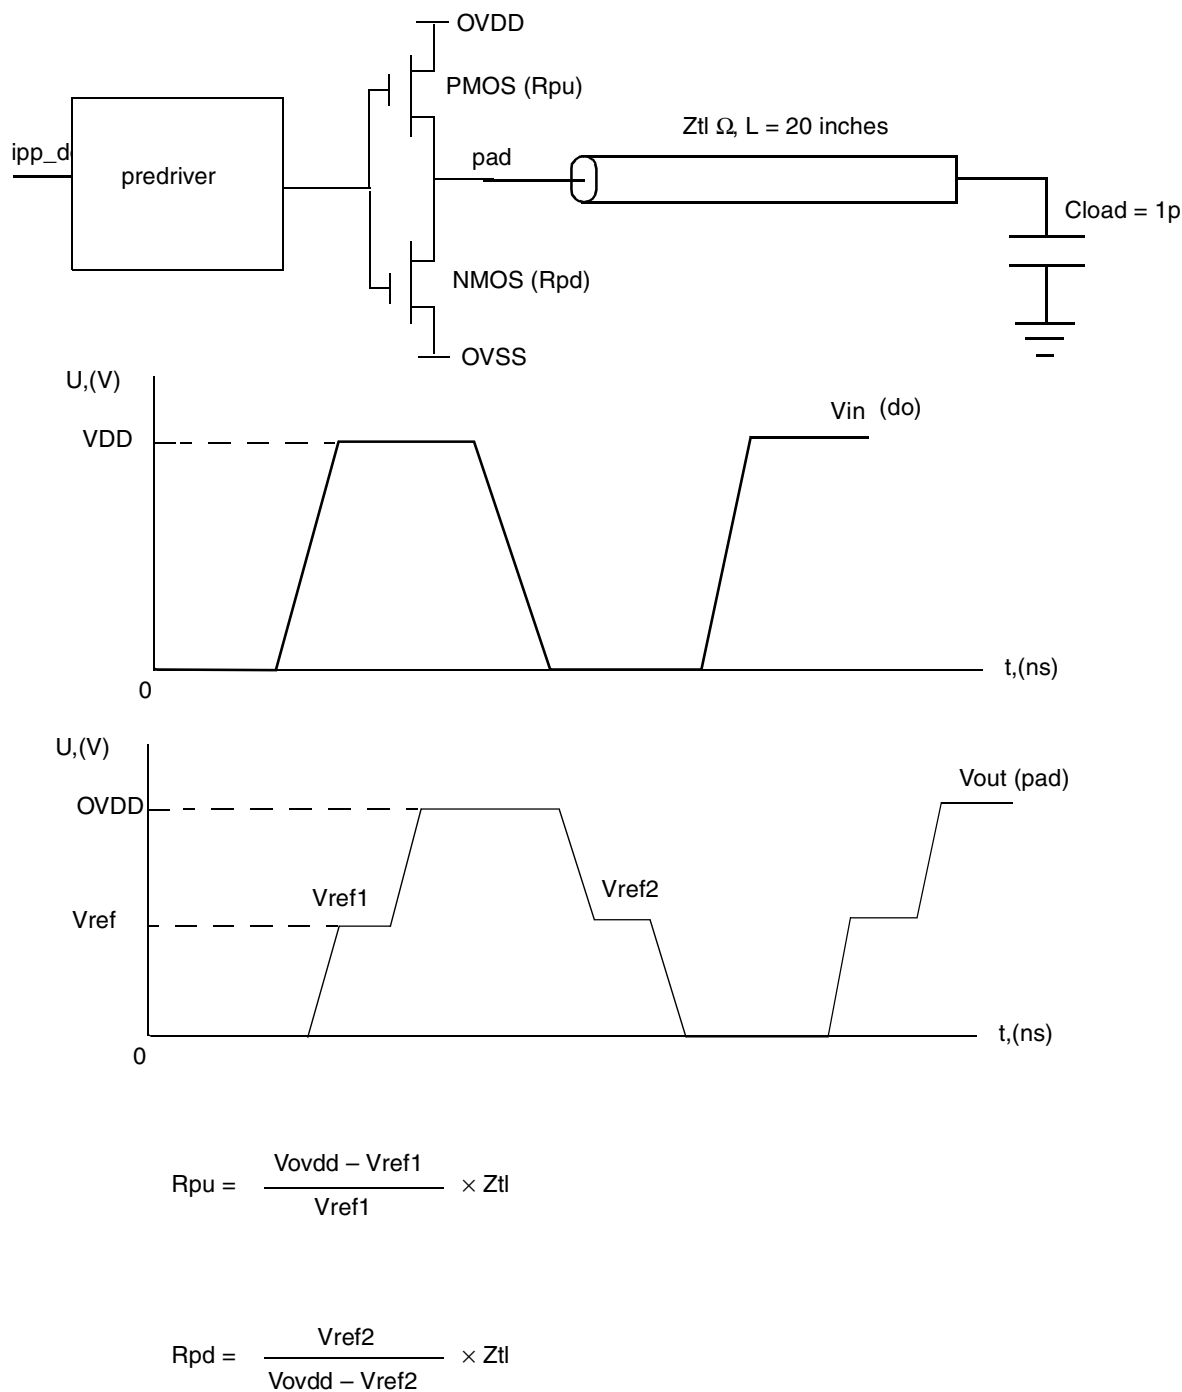 OVDD
PMOS (Rpu)
Ztl Ω, L = 20 inches
ipp_d
predriver
pad
Cload = 1p
NMOS (Rpd)
OVSS
U,(V)
VDD
Vin (do)
t,(ns)
0
U,(V)
OVDD
Vout (pad)
Vref1
Vref2
Vref
t,(ns)
0
Vovdd – Vref1
Rpu = × Ztl
Vref1
Vref2
Rpd = × Ztl
Vovdd – Vref2